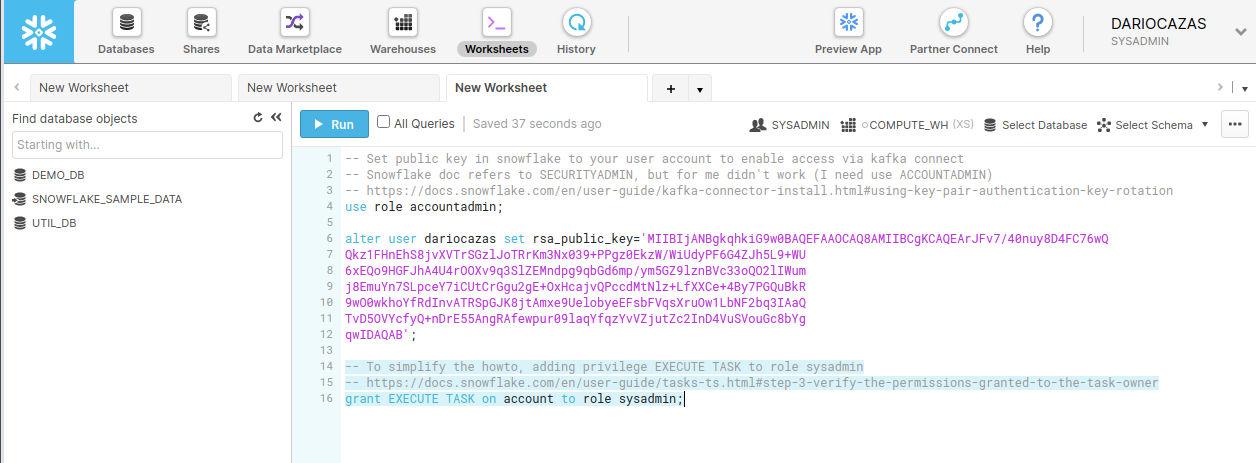 Databases Shares Data Marketplace Warehouses Worksheets History Preview App Partner Connect Help DARIOCAZAS
SYSADMIN
New Worksheet New Worksheet New Worksheet
Find database objects
Starting with...
DEMO_DB
SNOWFLAKE_SAMPLE_DATA
UTIL_DB
Run All Queries Saved 37 seconds ago SYSADMIN COMPUTE_WH (XS) Select Database Select Schema
1 -- Set public key in snowflake to your user account to enable access via kafka connect
2 -- Snowflake doc refers to SECURITYADMIN, but for me didn't work (I need use ACCOUNTADMIN)
3 -- https://docs.snowflake.com/en/user-guide/kafka-connector-install.html#using-key-pair-authentication-key-rotation
4 use role accountadmin;
5
6 alter user dariocazas set rsa_public_key='MIIBIjANBgkqhkiG9w0BAQEFAAOCAQ8AMIIBCgKCAQEArJFv7/40nuy8D4FC76wQ
7 Qkz1FHnEhS8jvXVTrSGzlJoTRrKm3Nx039+PPgz0EkzW/WiUdyPF6G4ZJh5L9+WU
8 6xEQo9HGFJhA4U4rOOXv9q3SlZEMndpg9qbGd6mp/ym5GZ9lznBVc33oQO2lIWum
9 j8EmuYn7SLpceY7iCUtCrGgu2gE+OxHcajvQPccdMtNlz+LfXXCe+4By7PGQuBkR
10 9wO0wkhoYfRdInvATRSpGJK8jtAmxe9UelobyeEFsbFVqsXruOw1LbNF2bq3IAaQ
11 TvD5OVYcfyQ+nDrE55AngRAfewpur09laqYfqzYvVZjutZc2InD4VuSVouGc8bYg
12 qwIDAQAB';
13
14 -- To simplify the howto, adding privilege EXECUTE TASK to role sysadmin
15 -- https://docs.snowflake.com/en/user-guide/tasks-ts.html#step-3-verify-the-permissions-granted-to-the-task-owner
16 grant EXECUTE TASK on account to role sysadmin;